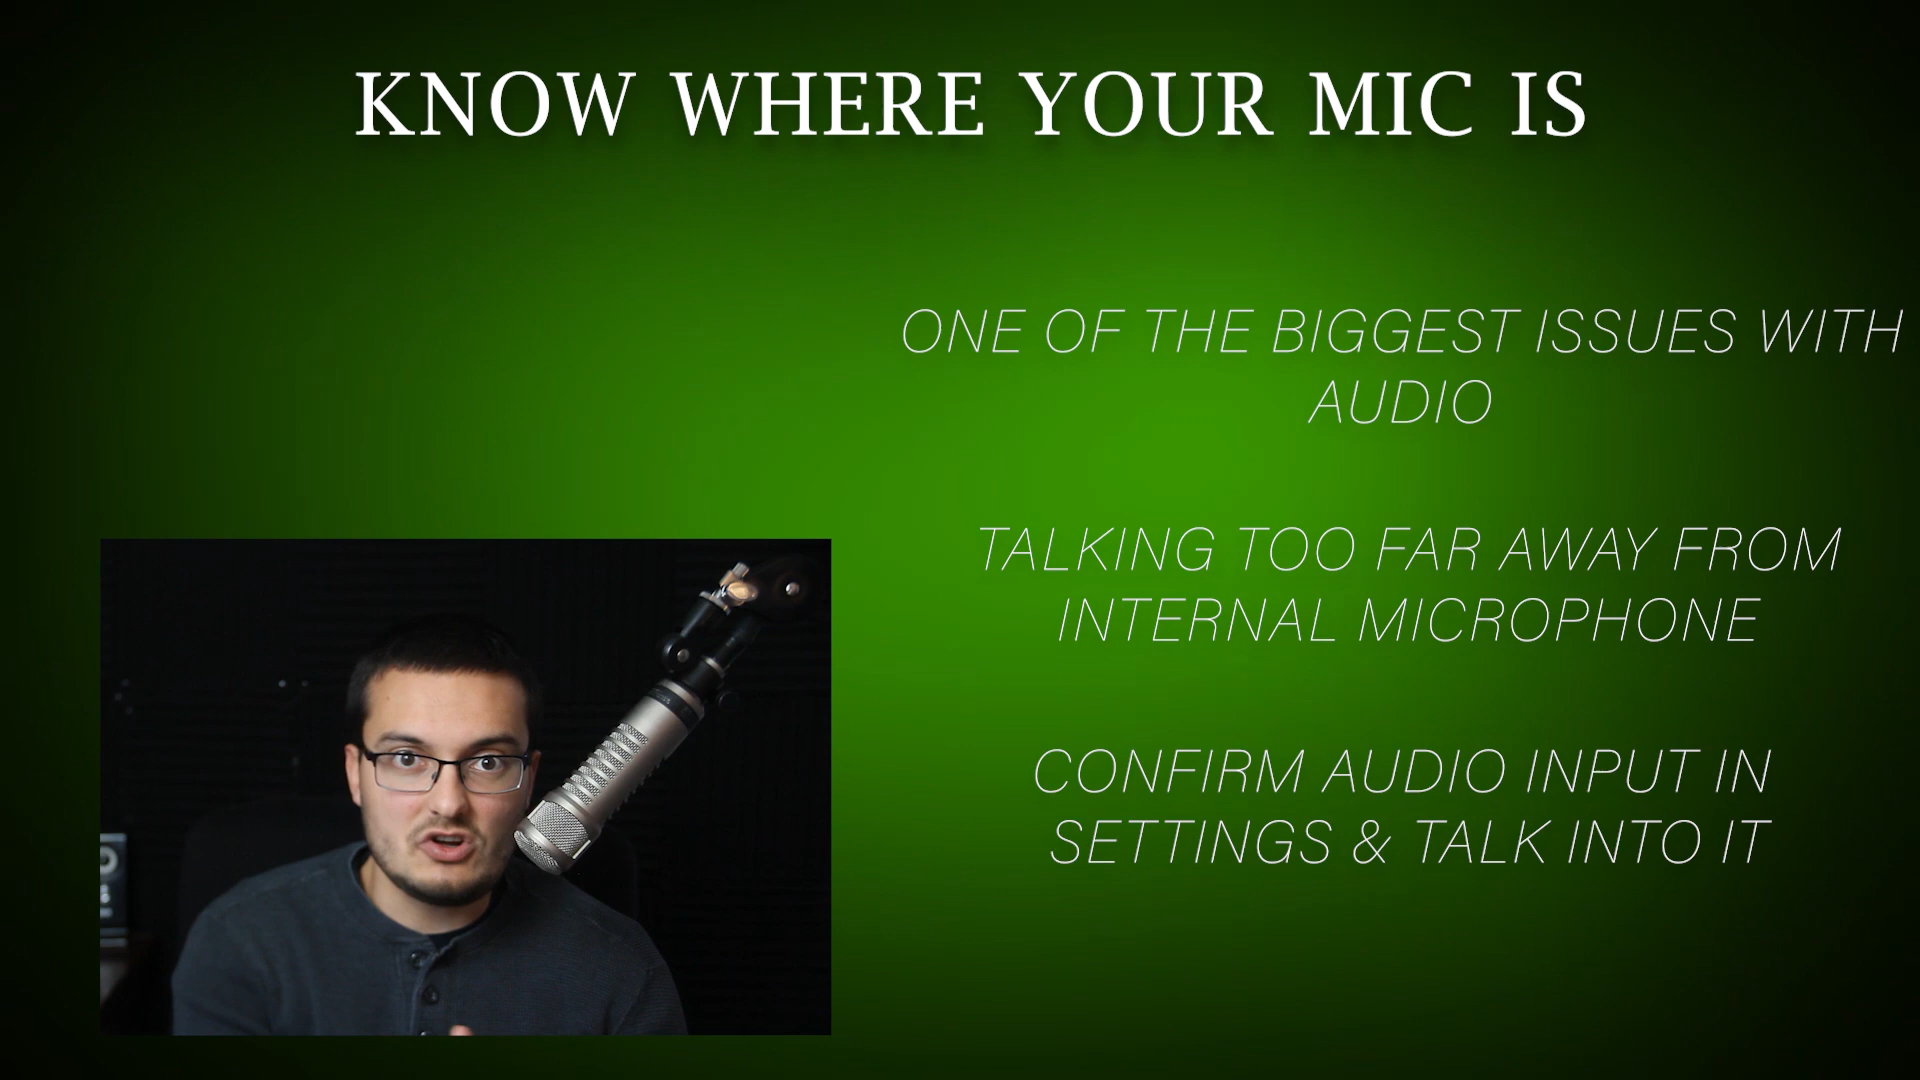 KNOW WHERE YOUR MIC IS
ONE OF THE BIGGEST ISSUES WITH
AUDIO
TALKING TOO FAR AWAY FROM
INTERNAL MICROPHONE
CONFIRM AUDIO INPUT IN
SETTINGS & TALK INTO IT